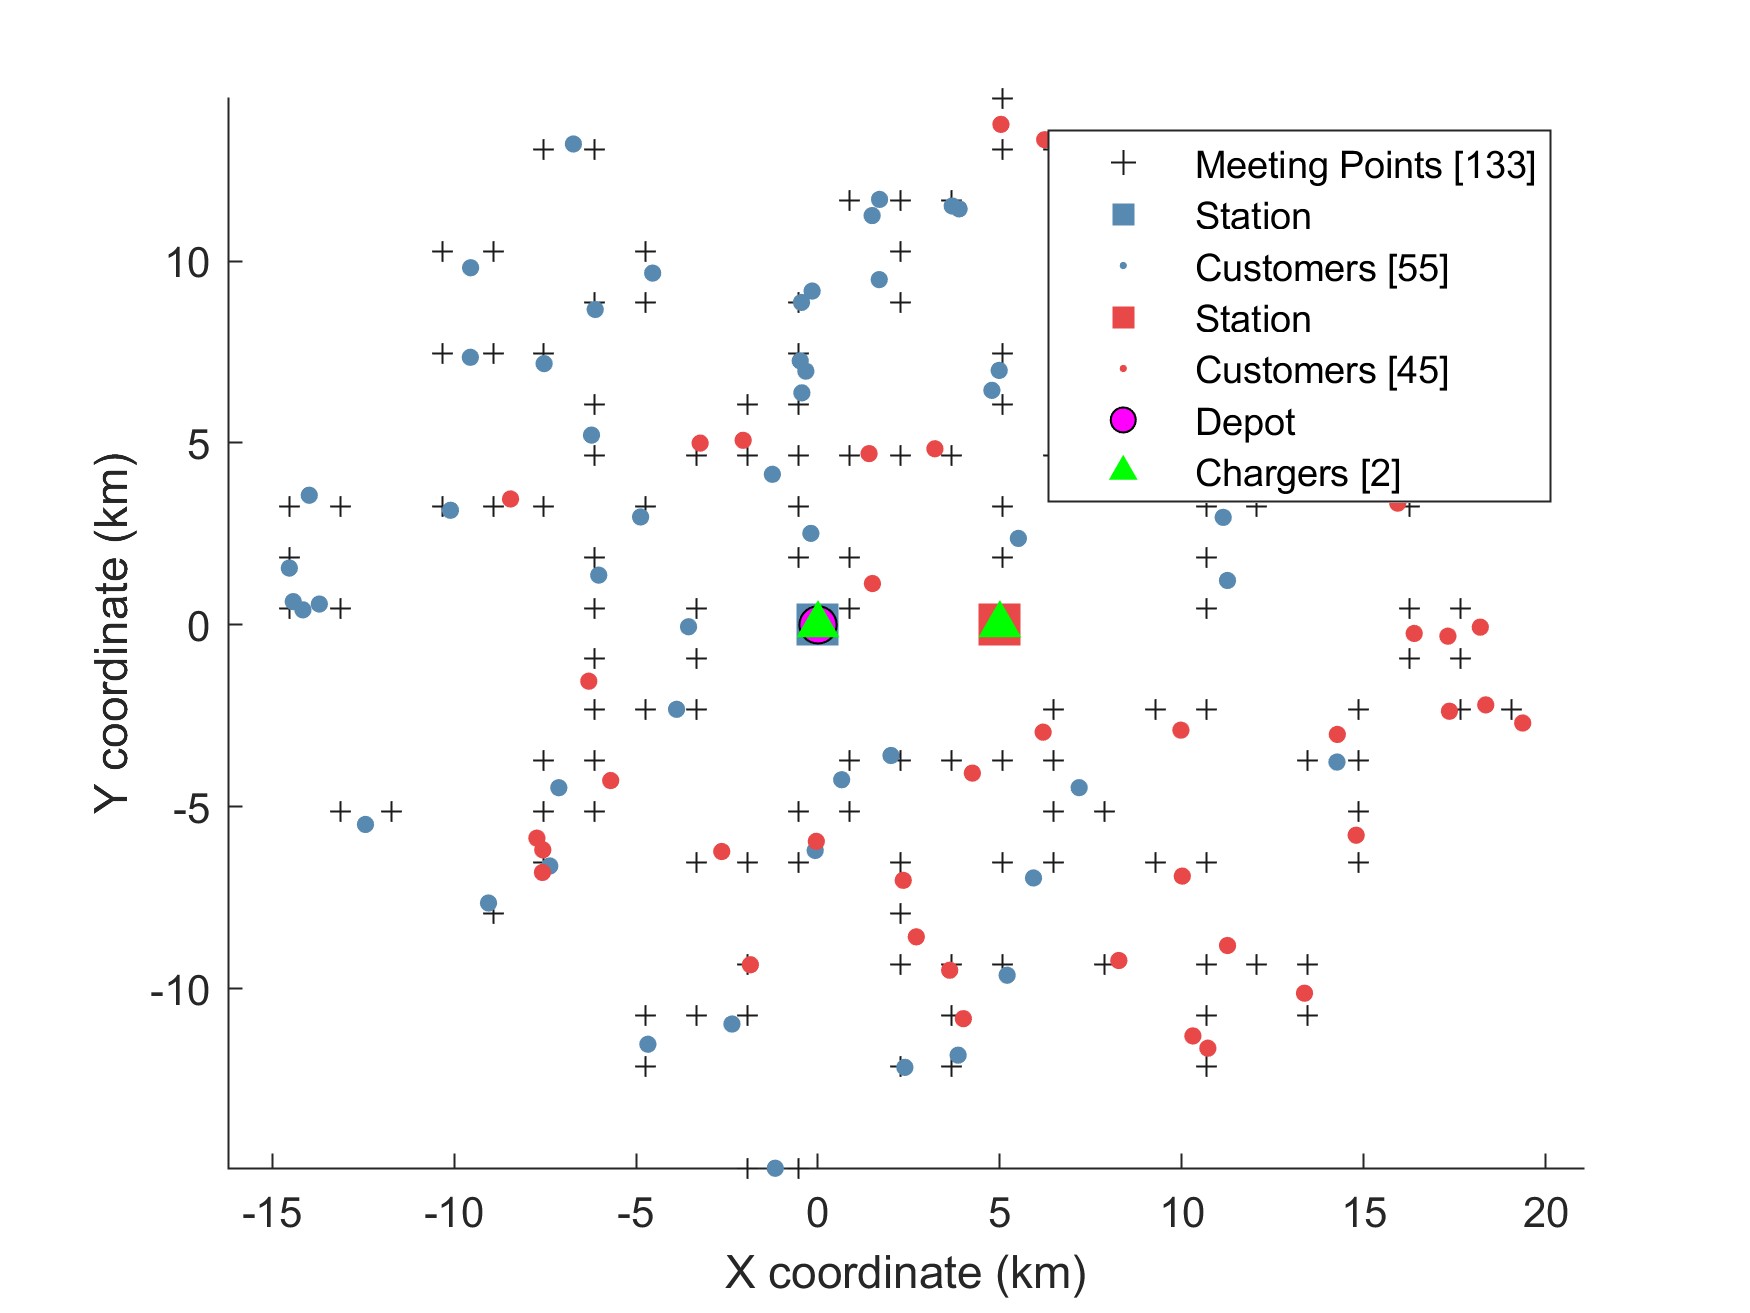 Meeting Points [133]
Station
Customers [55]
Station
Customers [45]
Depot
Chargers [2]
10
5
0
-5
-10
Y coordinate (km)
-15 -10 -5 0 5 10 15 20
X coordinate (km)